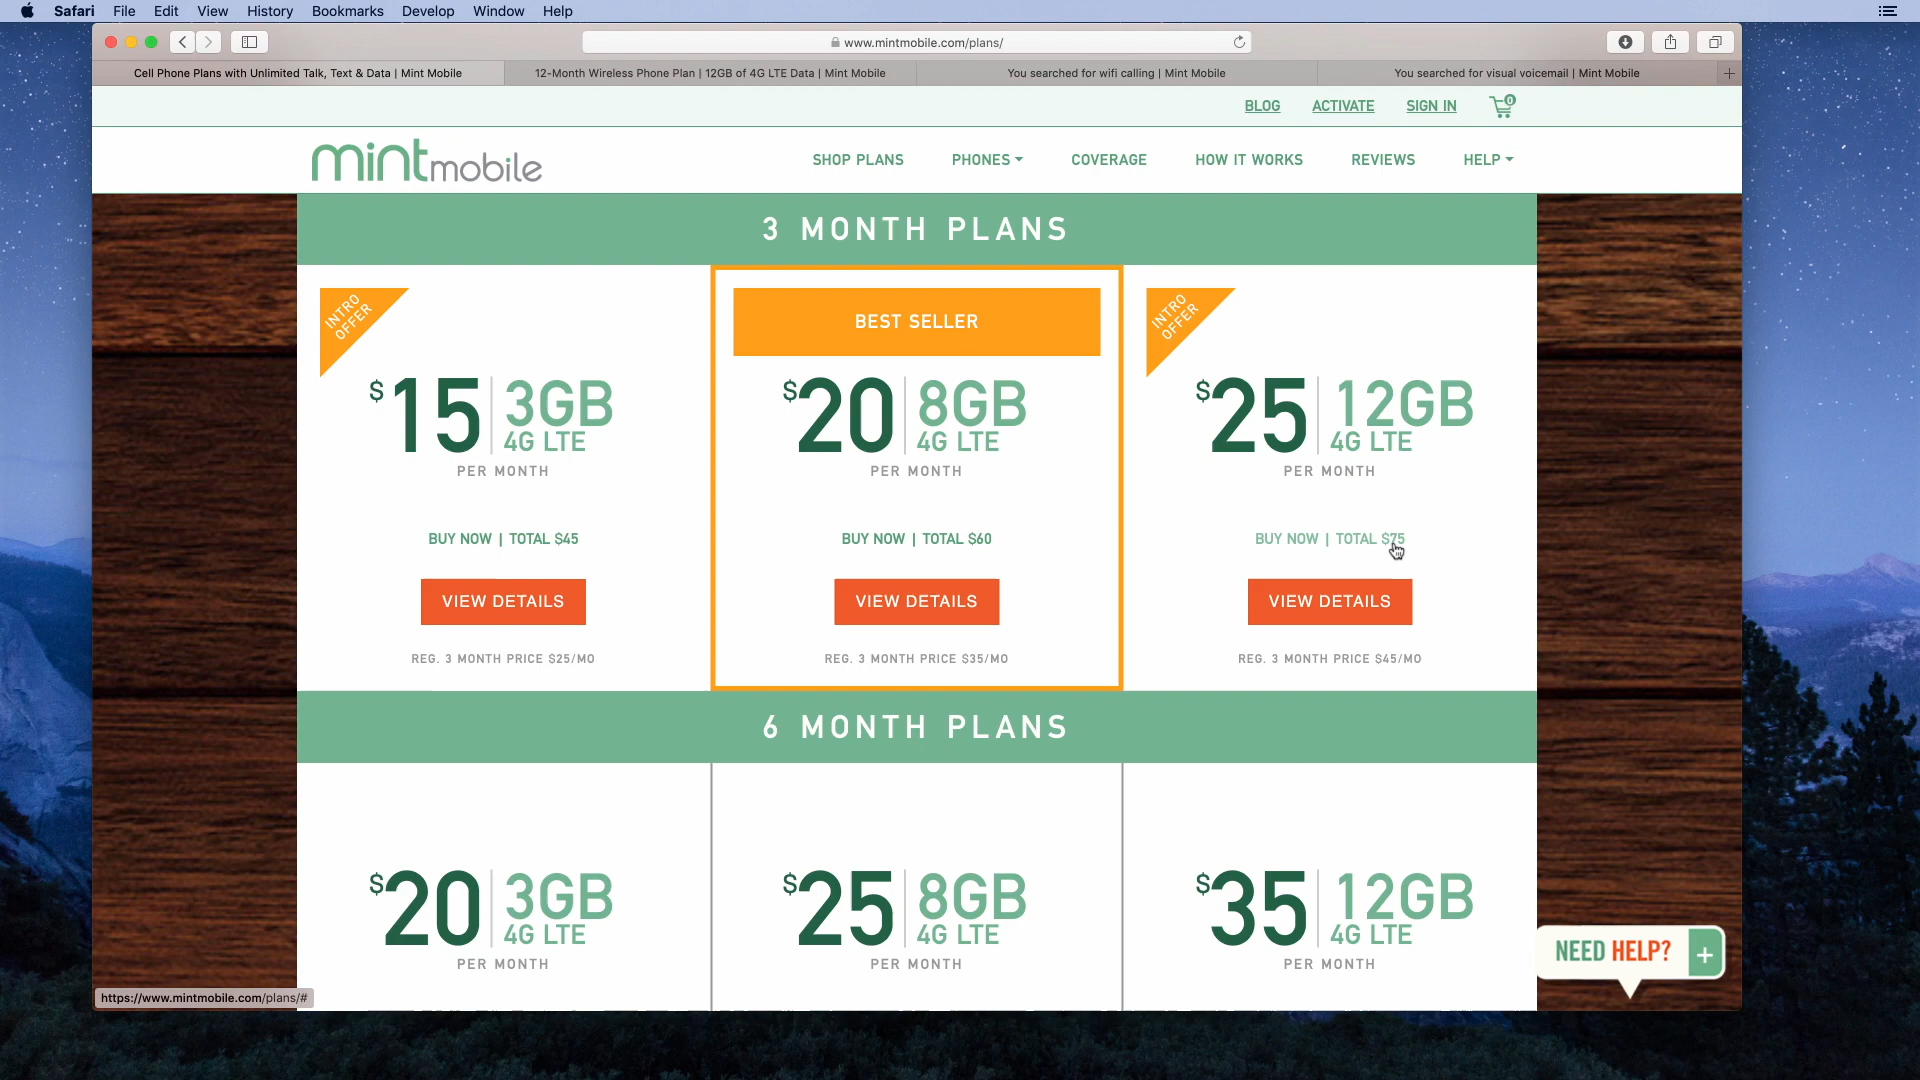 Safari File Edit View History Bookmarks Develop Window Help
www.mintmobile.com/plans/
Cell Phone Plans with Unlimited Talk, Text & Data | Mint Mobile
12-Month Wireless Phone Plan | 12GB of 4G LTE Data | Mint Mobile
You searched for wifi calling | Mint Mobile
You searched for visual voicemail | Mint Mobile
BLOG ACTIVATE SIGN IN 0
mintmobile
SHOP PLANS PHONES COVERAGE HOW IT WORKS REVIEWS HELP
3 MONTH PLANS
INTRO
OFFER
$15 3GB
4G LTE
PER MONTH
BUY NOW | TOTAL $45
VIEW DETAILS
REG. 3 MONTH PRICE $25/MO
BEST SELLER
$20 8GB
4G LTE
PER MONTH
BUY NOW | TOTAL $60
VIEW DETAILS
REG. 3 MONTH PRICE $35/MO
INTRO
OFFER
$25 12GB
4G LTE
PER MONTH
BUY NOW | TOTAL $75
VIEW DETAILS
REG. 3 MONTH PRICE $45/MO
6 MONTH PLANS
$20 3GB
4G LTE
PER MONTH
$25 8GB
4G LTE
PER MONTH
$35 12GB
4G LTE
PER MONTH
NEED HELP? +
https://www.mintmobile.com/plans/#